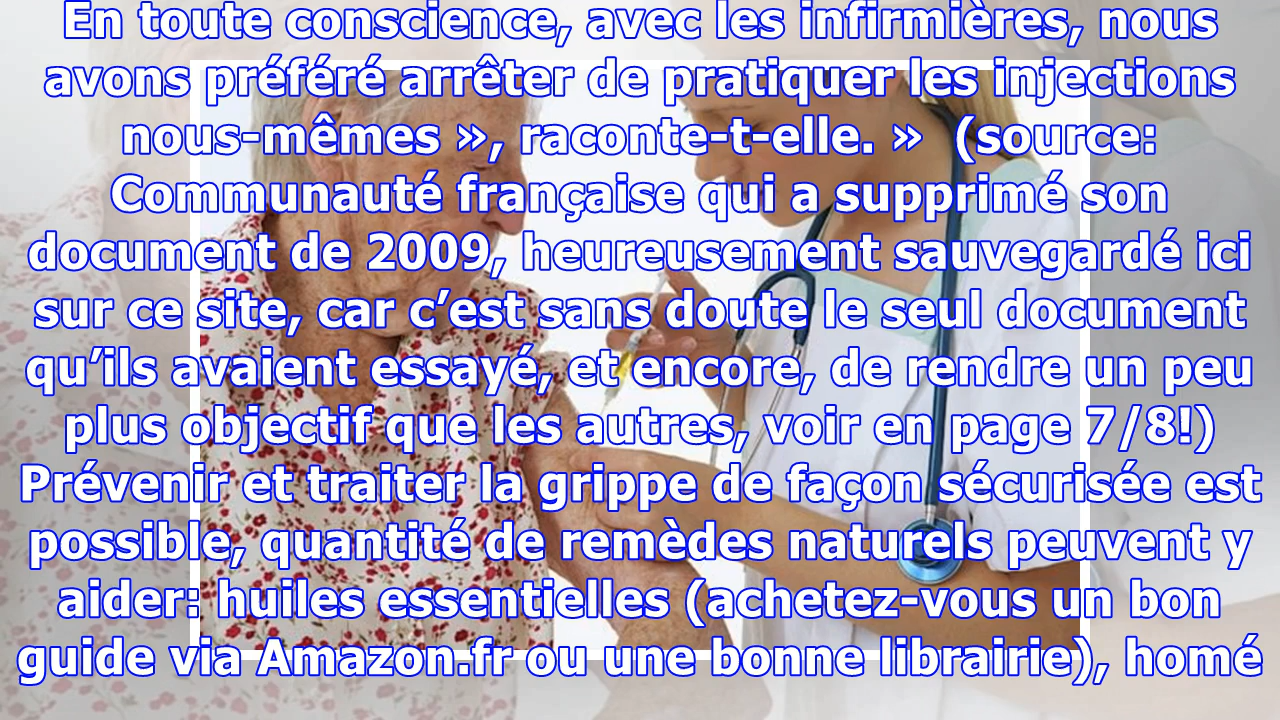 En toute conscience, avec les infirmières, nous
avons préféré arrêter de pratiquer les injections
nous-mêmes », raconte-t-elle. » (source:
Communauté française qui a supprimé son
document de 2009, heureusement sauvegardé ici
sur ce site, car c’est sans doute le seul document
qu’ils avaient essayé, et encore, de rendre un peu
plus objectif que les autres, voir en page 7/8!)
Prévenir et traiter la grippe de façon sécurisée est
possible, quantité de remèdes naturels peuvent y
aider: huiles essentielles (achetez-vous un bon
guide via Amazon.fr ou une bonne librairie), homé